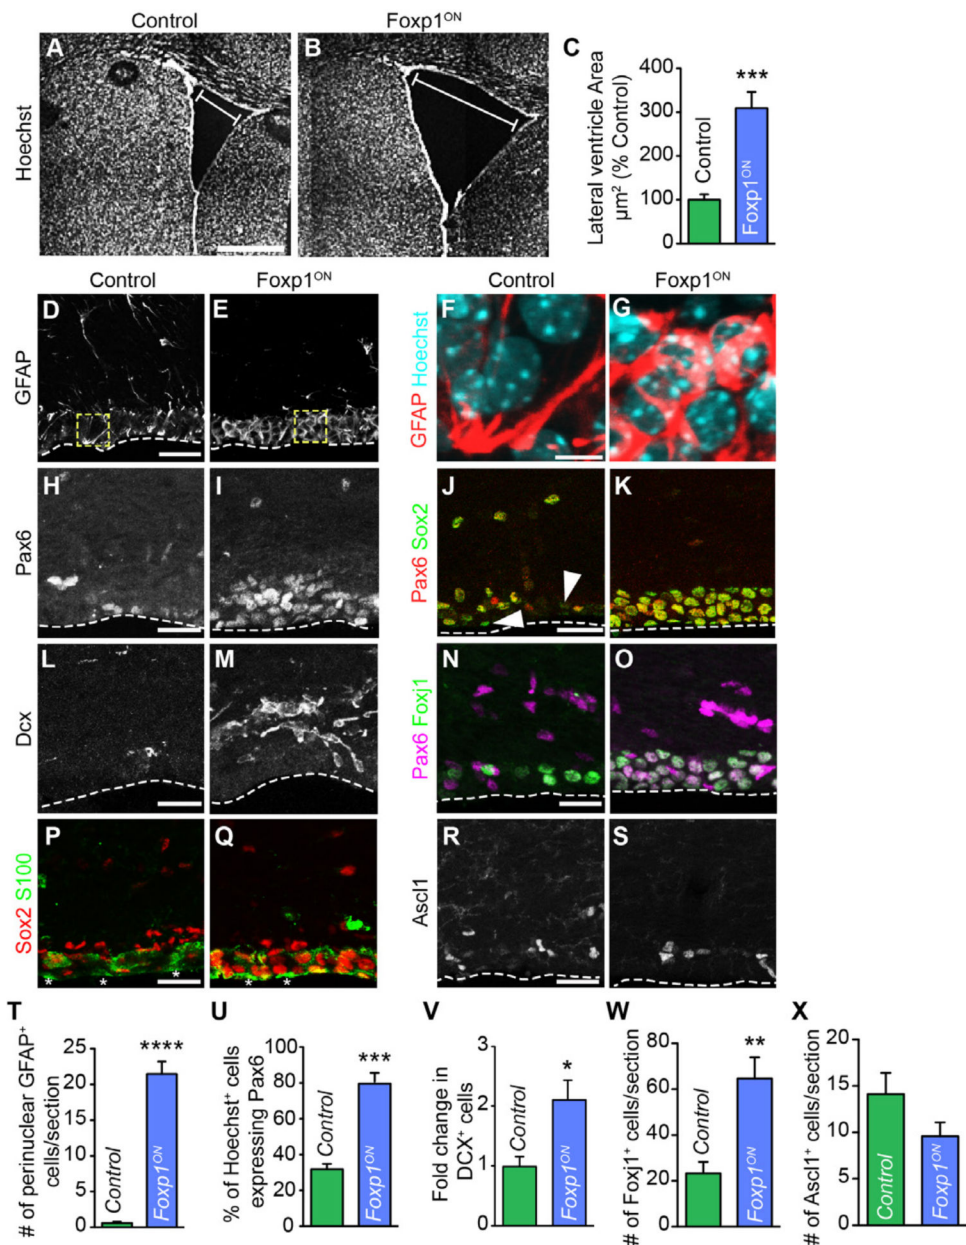 Control
Foxp1ᴼᴺ
A
B
Hoechst
C
Lateral ventricle Area
µm² (% Control)
400
300
200
100
0
***
Control
Foxp1ᴼᴺ
Control
Foxp1ᴼᴺ
Control
Foxp1ᴼᴺ
GFAP
D
E
GFAP Hoechst
F
G
Pax6
H
I
Pax6 Sox2
J
K
Dcx
L
M
Pax6 Foxj1
N
O
Sox2 S100
P
Q
* * *
* *
Ascl1
R
S
T
# of perinuclear GFAP⁺
cells/section
25
20
15
10
5
0
****
Control
Foxp1ᴼᴺ
U
% of Hoechst⁺ cells
expressing Pax6
100
80
60
40
20
0
***
Control
Foxp1ᴼᴺ
V
Fold change in
DCX⁺ cells
3
2
1
0
*
Control
Foxp1ᴼᴺ
W
# of Foxj1⁺ cells/section
80
60
40
20
0
**
Control
Foxp1ᴼᴺ
X
# of Ascl1⁺ cells/section
20
15
10
5
0
Control
Foxp1ᴼᴺ